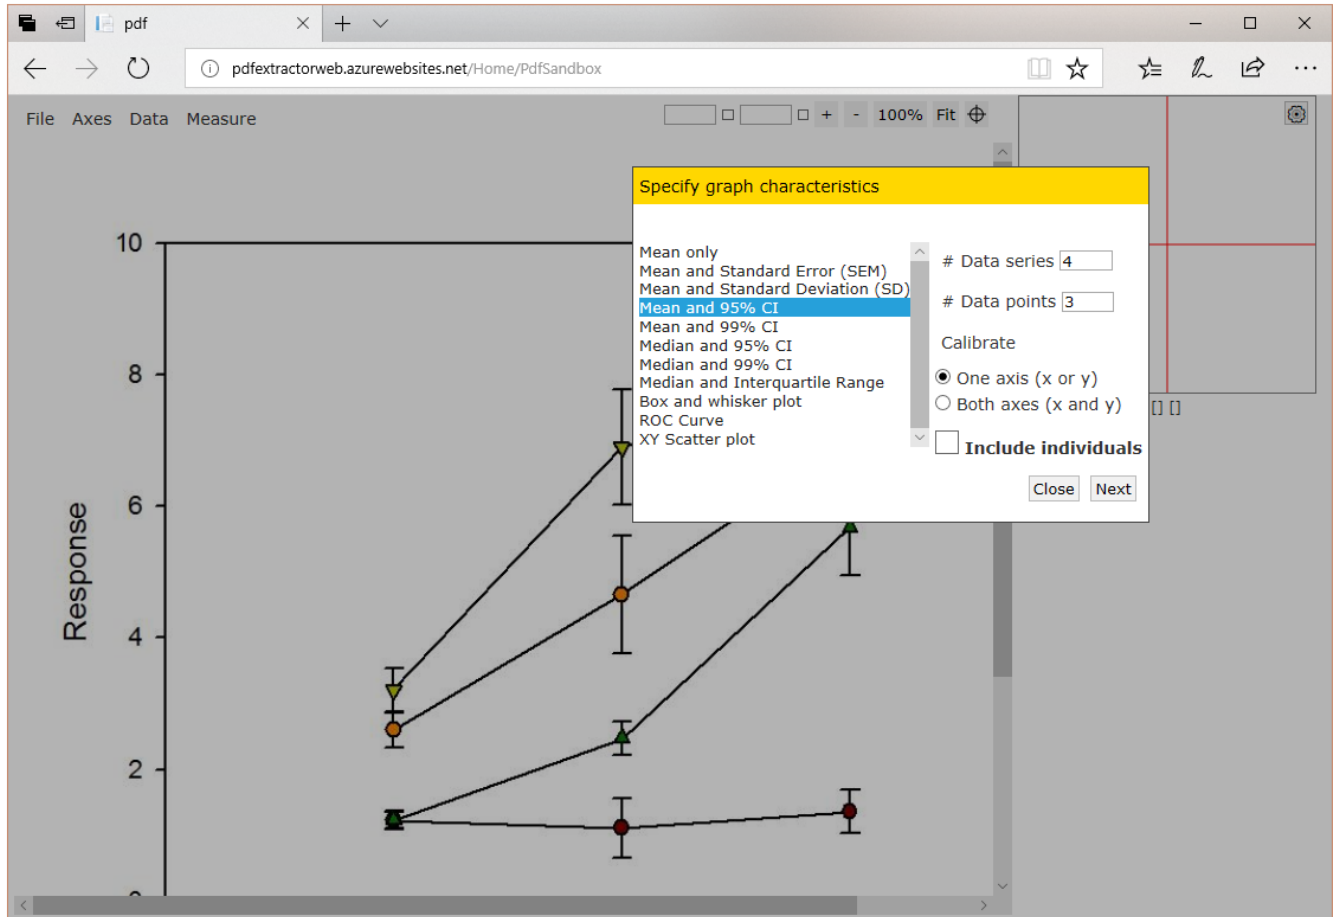 pdf
pdfextractorweb.azurewebsites.net/Home/PdfSandbox
File Axes Data Measure
+ - 100% Fit
Specify graph characteristics
Mean only
Mean and Standard Error (SEM)
Mean and Standard Deviation (SD)
Mean and 95% CI
Mean and 99% CI
Median and 95% CI
Median and 99% CI
Median and Interquartile Range
Box and whisker plot
ROC Curve
XY Scatter plot
# Data series 4
# Data points 3
Calibrate
One axis (x or y)
Both axes (x and y)
Include individuals
Close Next
[] []
10
8
6
4
2
Response